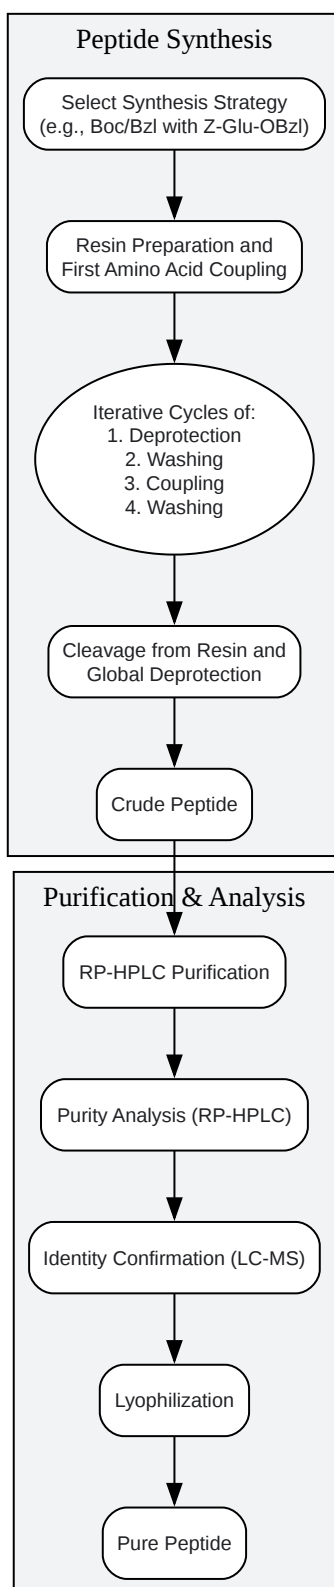 Peptide Synthesis
Select Synthesis Strategy
(e.g., Boc/Bzl with Z-Glu-OBzl)
Resin Preparation and
First Amino Acid Coupling
Iterative Cycles of:
1. Deprotection
2. Washing
3. Coupling
4. Washing
Cleavage from Resin and
Global Deprotection
Crude Peptide
Purification & Analysis
RP-HPLC Purification
Purity Analysis (RP-HPLC)
Identity Confirmation (LC-MS)
Lyophilization
Pure Peptide